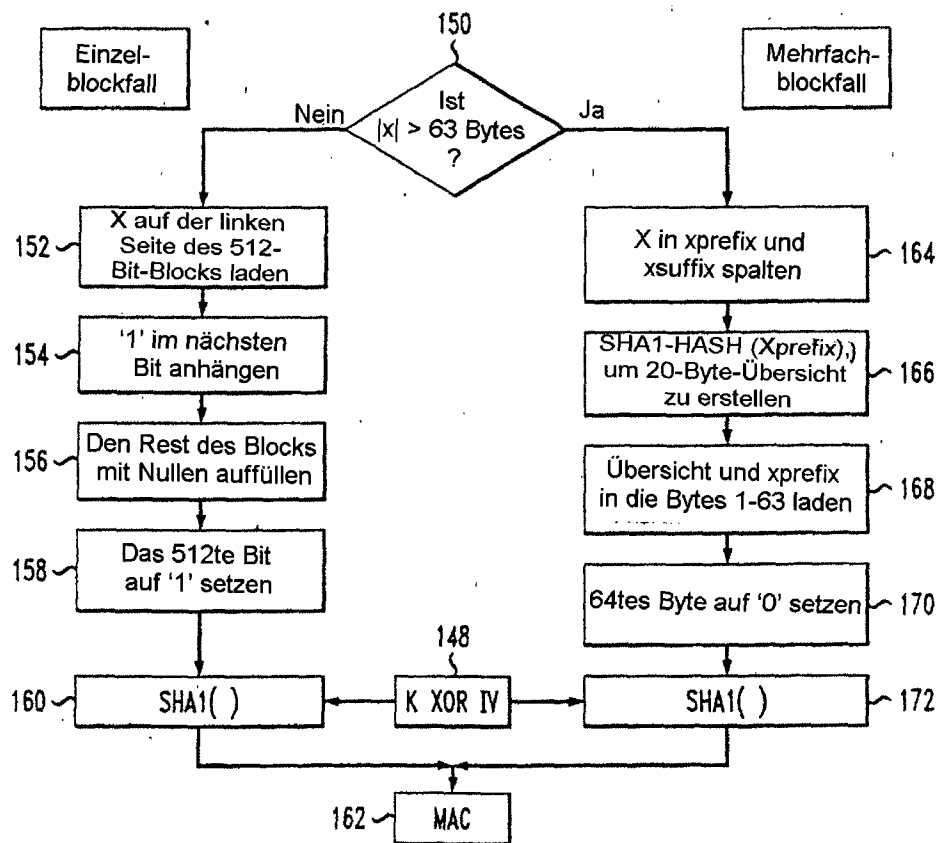 150
Einzel-
blockfall
Mehrfach-
blockfall
Ist
|x| > 63 Bytes
?
Nein
Ja
152
X auf der linken
Seite des 512-
Bit-Blocks laden
154
'1' im nächsten
Bit anhängen
156
Den Rest des Blocks
mit Nullen auffüllen
158
Das 512te Bit
auf '1' setzen
160
SHA1( )
148
K XOR IV
X in xprefix und
xsuffix spalten
164
SHA1-HASH (Xprefix),)
um 20-Byte-Übersicht
zu erstellen
166
Übersicht und xprefix
in die Bytes 1-63 laden
168
64tes Byte auf '0' setzen
170
SHA1( )
172
162
MAC